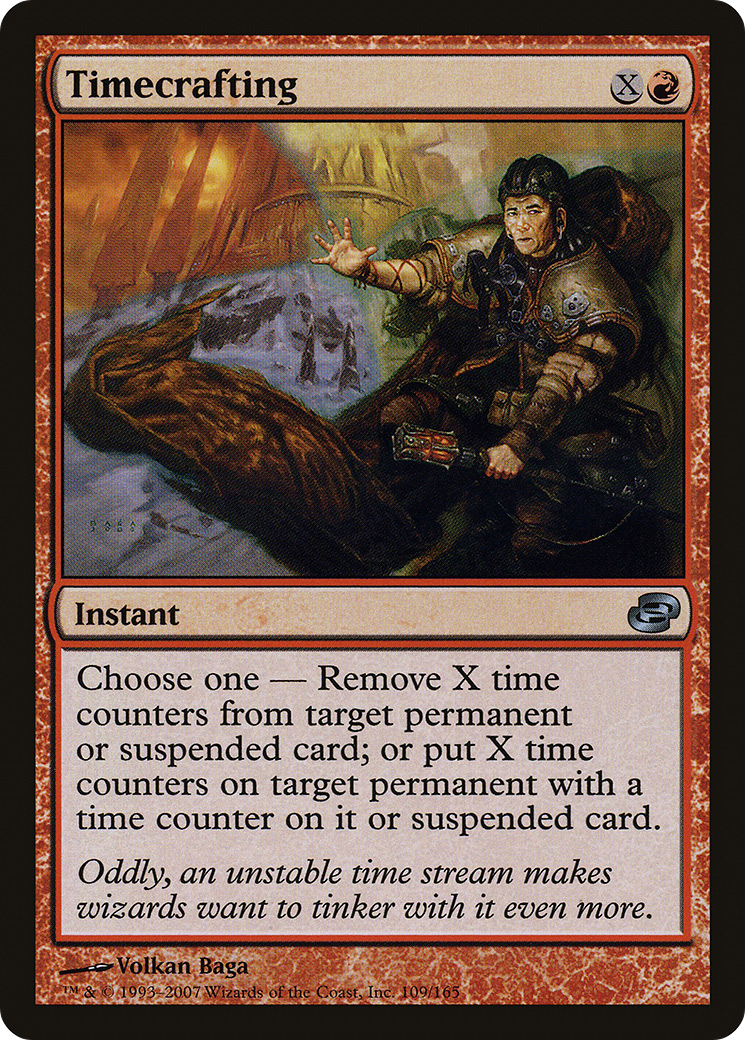 Timecrafting
X
BAGA
Instant
Choose one — Remove X time
counters from target permanent
or suspended card; or put X time
counters on target permanent with a
time counter on it or suspended card.
Oddly, an unstable time stream makes
wizards want to tinker with it even more.
Volkan Baga
™ & © 1993–2007 Wizards of the Coast, Inc. 109/165